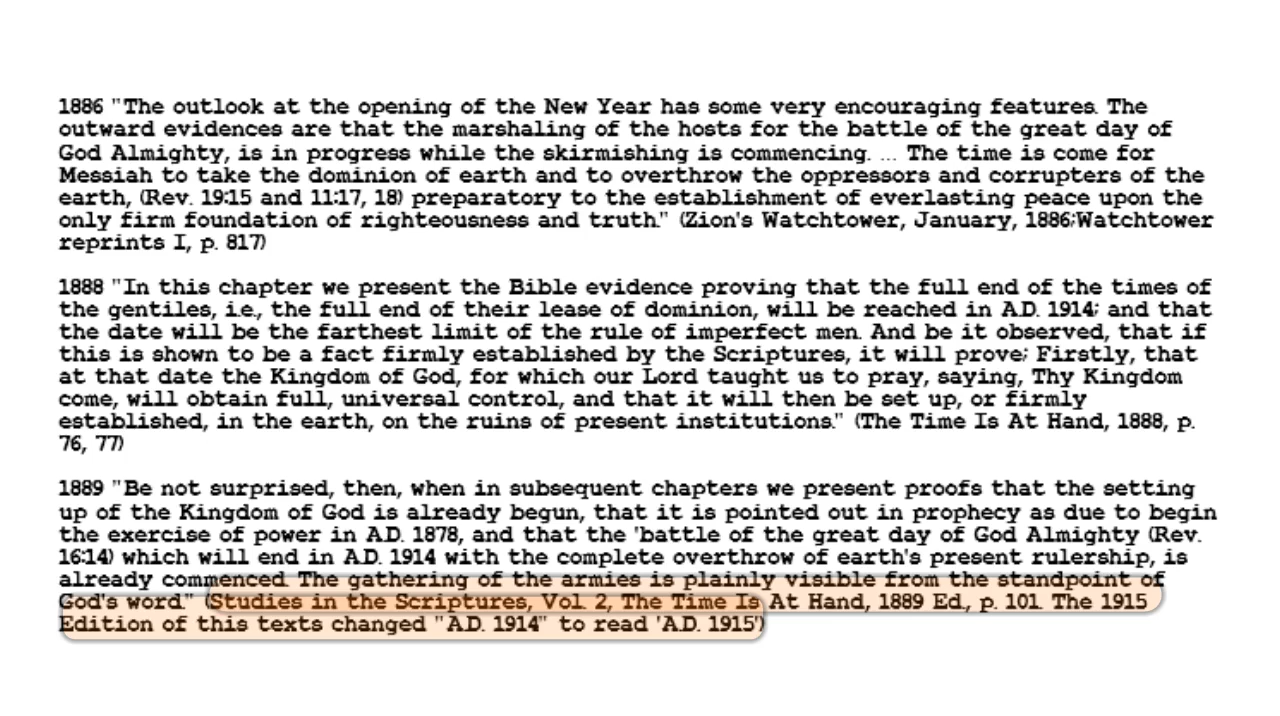 1886 "The outlook at the opening of the New Year has some very encouraging features. The
outward evidences are that the marshaling of the hosts for the battle of the great day of
God Almighty, is in progress while the skirmishing is commencing. ... The time is come for
Messiah to take the dominion of earth and to overthrow the oppressors and corrupters of the
earth, (Rev. 19:15 and 11:17, 18) preparatory to the establishment of everlasting peace upon the
only firm foundation of righteousness and truth." (Zion's Watchtower, January, 1886;Watchtower
reprints I, p. 817)
1888 "In this chapter we present the Bible evidence proving that the full end of the times of
the gentiles, i.e., the full end of their lease of dominion, will be reached in A.D. 1914; and that
the date will be the farthest limit of the rule of imperfect men. And be it observed, that if
this is shown to be a fact firmly established by the Scriptures, it will prove; Firstly, that
at that date the Kingdom of God, for which our Lord taught us to pray, saying, Thy Kingdom
come, will obtain full, universal control, and that it will then be set up, or firmly
established, in the earth, on the ruins of present institutions." (The Time Is At Hand, 1888, p.
76, 77)
1889 "Be not surprised, then, when in subsequent chapters we present proofs that the setting
up of the Kingdom of God is already begun, that it is pointed out in prophecy as due to begin
the exercise of power in A.D. 1878, and that the 'battle of the great day of God Almighty (Rev.
16:14) which will end in A.D. 1914 with the complete overthrow of earth's present rulership, is
already commenced. The gathering of the armies is plainly visible from the standpoint of
God's word." (Studies in the Scriptures, Vol. 2, The Time Is At Hand, 1889 Ed., p. 101. The 1915
Edition of this texts changed "A.D. 1914" to read 'A.D. 1915')